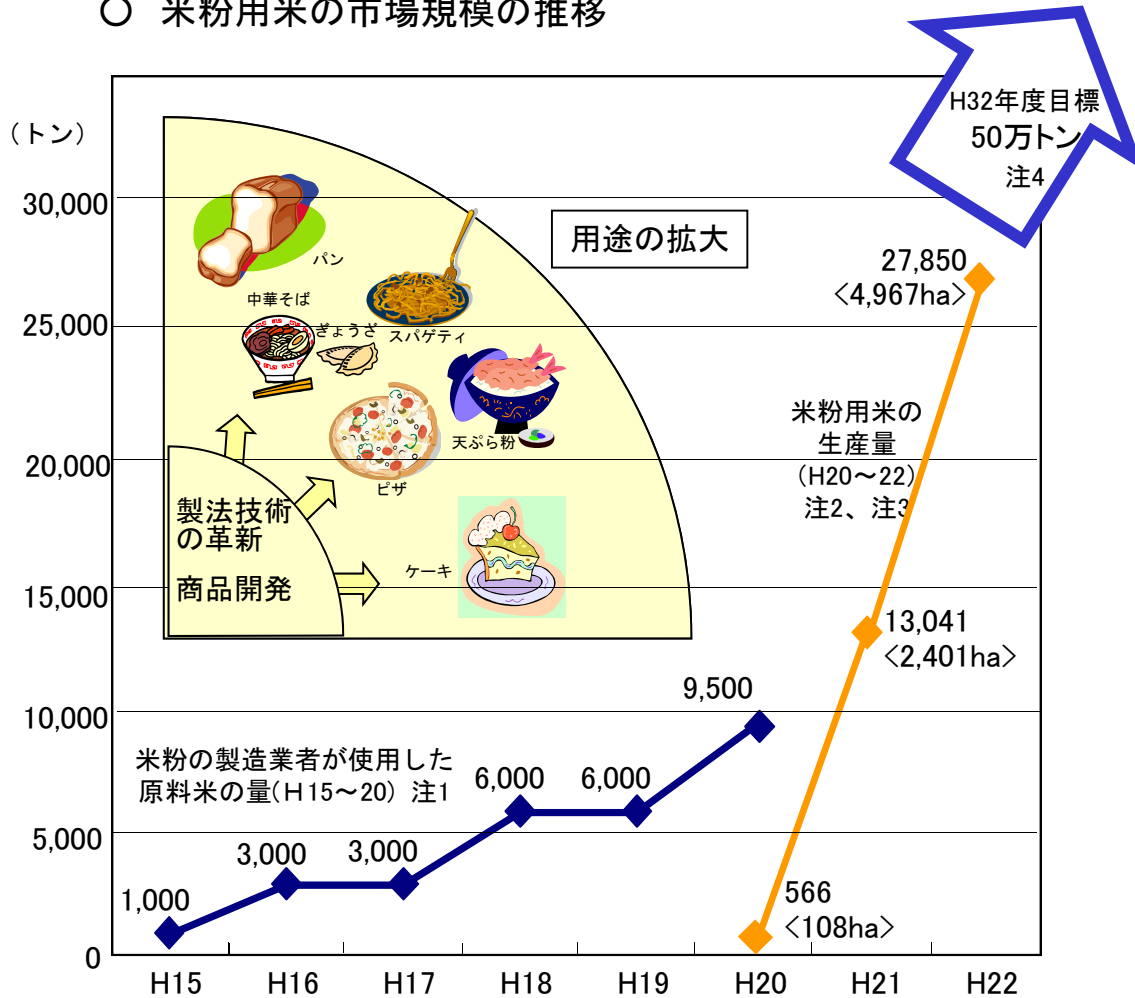 ○ 米粉用米の市場規模の推移
H32年度目標
50万トン
注4
(トン)
30,000
25,000
20,000
15,000
10,000
5,000
0
用途の拡大
パン
中華そば
ぎょうざ
スパゲティ
天ぷら粉
ピザ
ケーキ
製法技術
の革新
商品開発
27,850
<4,967ha>
米粉用米の
生産量
(H20~22)
注2、注3
13,041
<2,401ha>
9,500
米粉の製造業者が使用した
原料米の量(H15~20) 注1
6,000
6,000
3,000
3,000
1,000
566
<108ha>
H15
H16
H17
H18
H19
H20
H21
H22